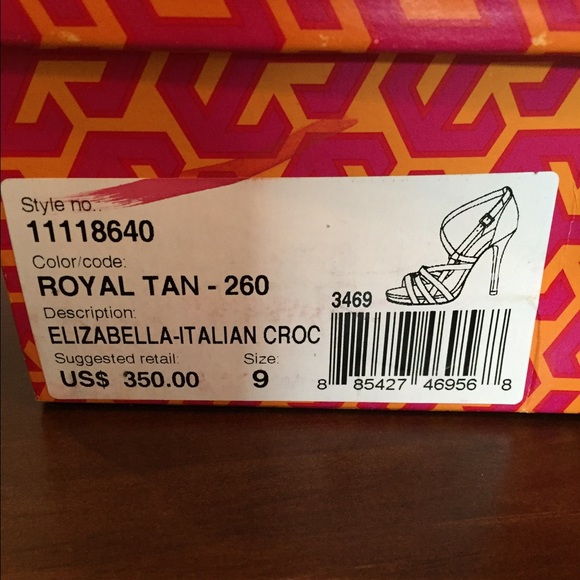 Style no.:
11118640
Color/code:
ROYAL TAN - 260
Description:
ELIZABELLA-ITALIAN CROC
Suggested retail: Size:
US$ 350.00 9
3469
8 85427 46956 8